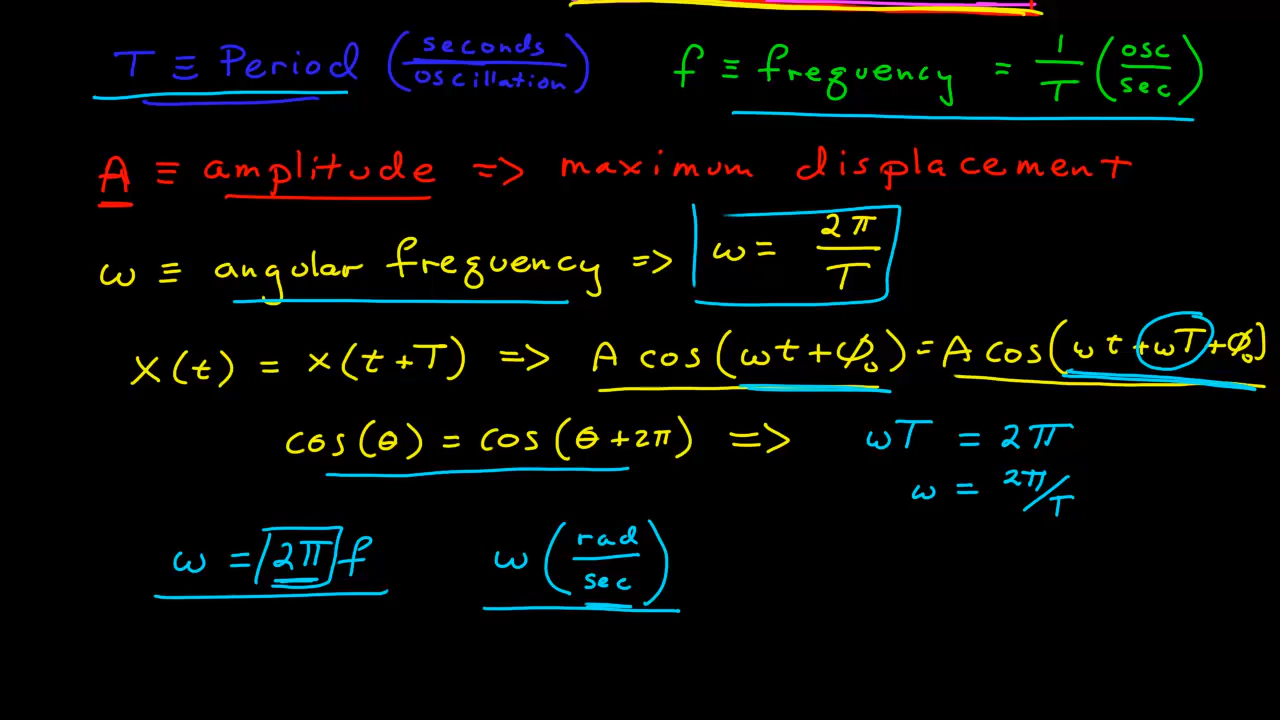 T ≡ Period (seconds/oscillation) f ≡ frequency = 1/T (osc/sec)
A ≡ amplitude => maximum displacement
ω ≡ angular frequency => ω = 2π/T
x(t) = x(t+T) => A cos(ωt+φ₀) = A cos(ωt+ωT+φ₀)
cos(θ) = cos(θ+2π) => ωT = 2π
ω = 2π/T
ω = 2π f ω (rad/sec)